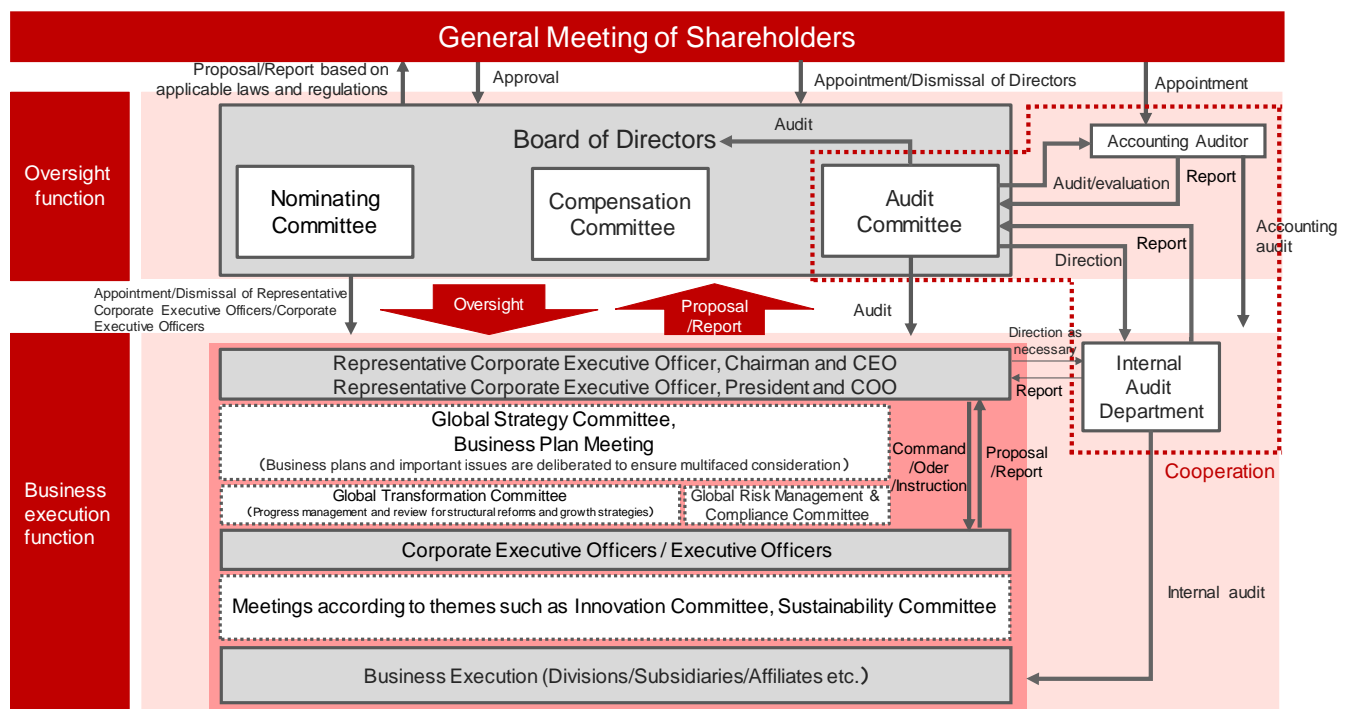 General Meeting of Shareholders
Proposal/Report based on
applicable laws and regulations
Approval
Appointment/Dismissal of Directors
Appointment
Oversight
function
Board of Directors
Audit
Accounting Auditor
Nominating
Committee
Compensation
Committee
Audit
Committee
Audit/evaluation
Report
Report
Direction
Accounting
audit
Appointment/Dismissal of Representative
Corporate Executive Officers/Corporate
Executive Officers
Oversight
Proposal
/Report
Audit
Business
execution
function
Representative Corporate Executive Officer, Chairman and CEO
Representative Corporate Executive Officer, President and COO
Direction as
necessary
Report
Internal
Audit
Department
Global Strategy Committee,
Business Plan Meeting
(Business plans and important issues are deliberated to ensure multifaced consideration)
Command
/Oder
/Instruction
Proposal
/Report
Cooperation
Global Transformation Committee
(Progress management and review for structural reforms and growth strategies)
Global Risk Management &
Compliance Committee
Corporate Executive Officers / Executive Officers
Meetings according to themes such as Innovation Committee, Sustainability Committee
Internal audit
Business Execution (Divisions/Subsidiaries/Affiliates etc.)